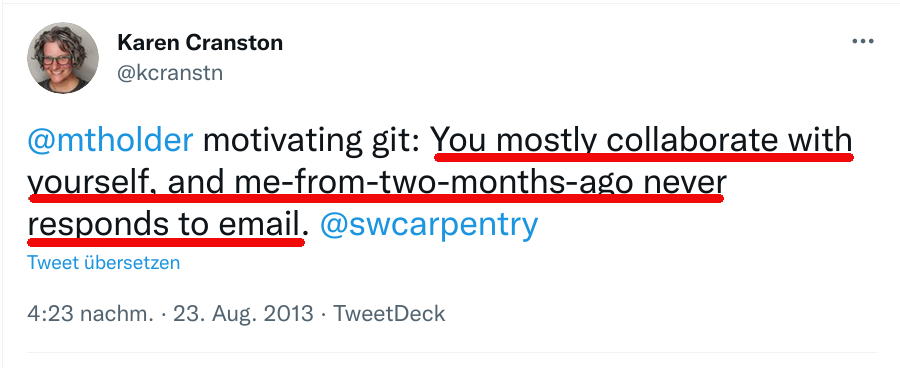 Karen Cranston
@kcranstn
@mtholder motivating git: You mostly collaborate with
yourself, and me-from-two-months-ago never
responds to email. @swcarpentry
Tweet übersetzen
4:23 nachm. · 23. Aug. 2013 · TweetDeck